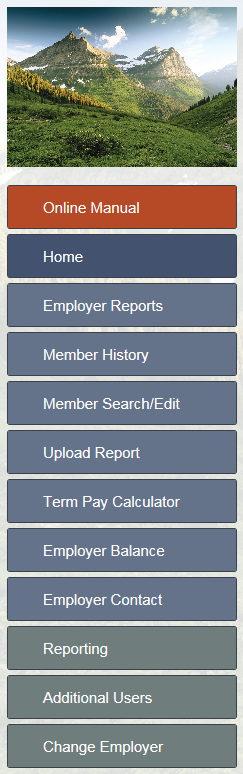 Online Manual
Home
Employer Reports
Member History
Member Search/Edit
Upload Report
Term Pay Calculator
Employer Balance
Employer Contact
Reporting
Additional Users
Change Employer